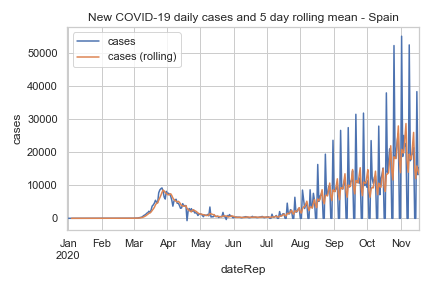 New COVID-19 daily cases and 5 day rolling mean - Spain
cases
cases (rolling)
50000
40000
30000
20000
10000
0
cases
Jan Feb Mar Apr May Jun Jul Aug Sep Oct Nov
2020
dateRep